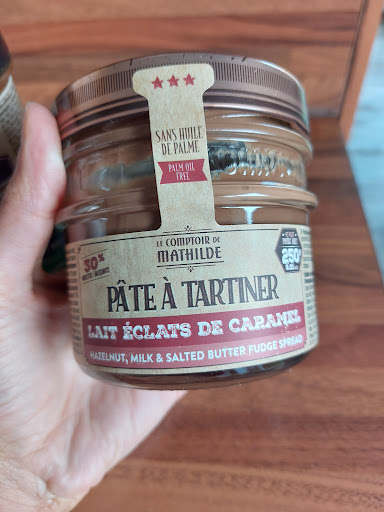 ★★★
SANS HUILE
DE PALME
PALM OIL
FREE
LE COMPTOIR DE
MATHILDE
30%
250g
PÂTE À TARTINER
LAIT ÉCLATS DE CARAMEL
HAZELNUT, MILK & SALTED BUTTER FUDGE SPREAD